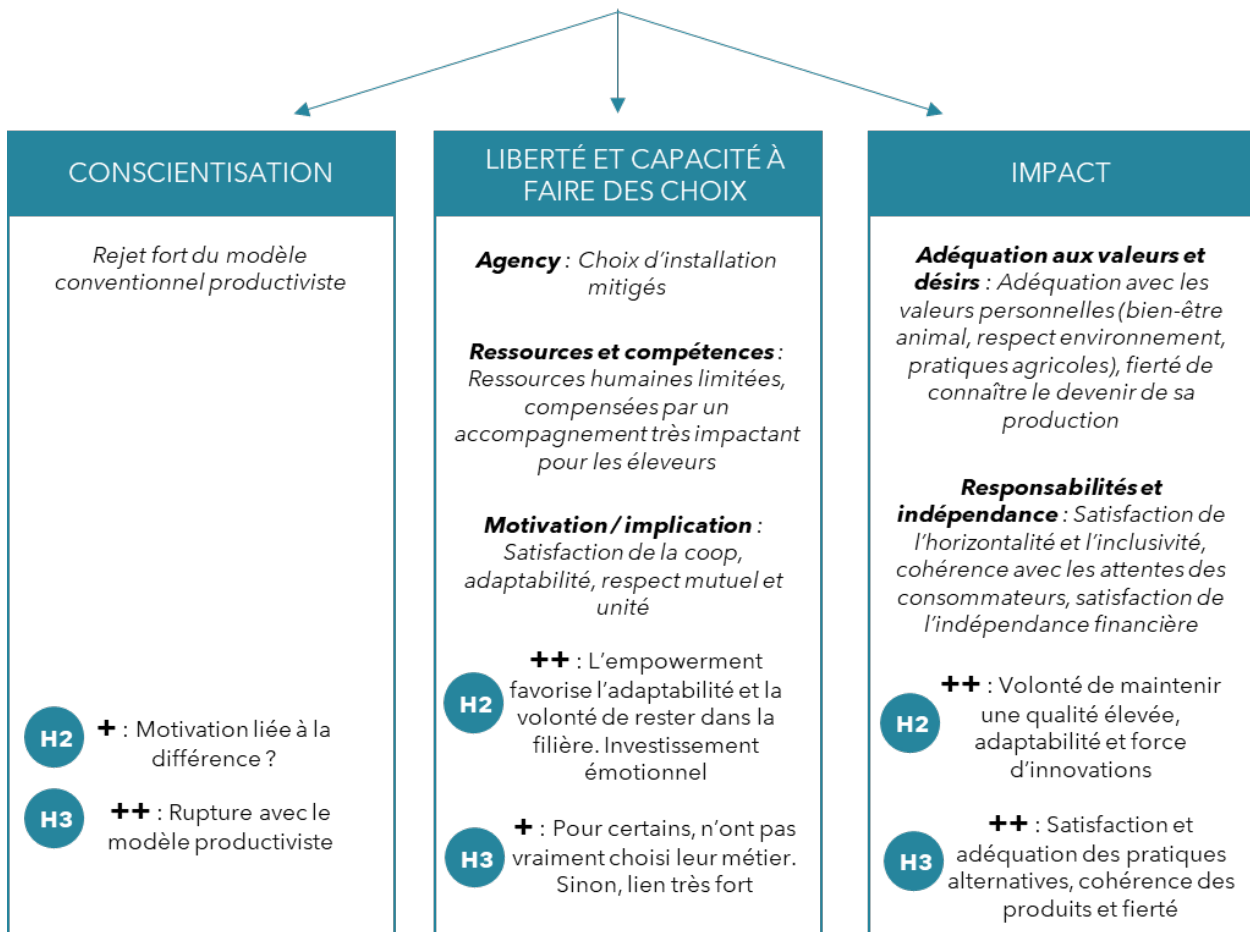 CONSCIENTISATION
Rejet fort du modèle
conventionnel productiviste
H2
+ : Motivation liée à la
différence ?
H3
++ : Rupture avec le
modèle productiviste
LIBERTÉ ET CAPACITÉ À
FAIRE DES CHOIX
Agency : Choix d'installation
mitigés
Ressources et compétences :
Ressources humaines limitées,
compensées par un
accompagnement très impactant
pour les éleveurs
Motivation / implication :
Satisfaction de la coop,
adaptabilité, respect mutuel et
unité
H2
++ : L'empowerment
favorise l'adaptabilité et la
volonté de rester dans la
filière. Investissement
émotionnel
H3
+ : Pour certains, n'ont pas
vraiment choisi leur métier.
Sinon, lien très fort
IMPACT
Adéquation aux valeurs et
désirs : Adéquation avec les
valeurs personnelles (bien-être
animal, respect environnement,
pratiques agricoles), fierté de
connaître le devenir de sa
production
Responsabilités et
indépendance : Satisfaction de
l'horizontalité et l'inclusivité,
cohérence avec les attentes des
consommateurs, satisfaction de
l'indépendance financière
H2
++ : Volonté de maintenir
une qualité élevée,
adaptabilité et force
d'innovations
H3
++ : Satisfaction et
adéquation des pratiques
alternatives, cohérence des
produits et fierté